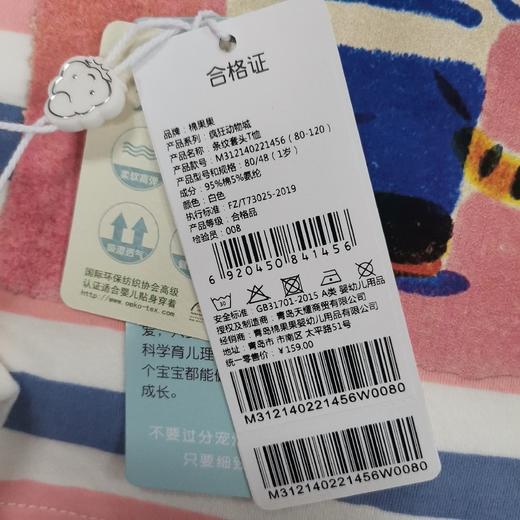 合格证
品牌：棉果果
产品系列：疯狂动物城
产品名称：条纹套头T恤
产品款号：M312140221456 (80-120)
产品型号和规格：80/48 (1岁)
成分：95%棉5%氨纶
颜色：白色
执行标准：FZ/T73025-2019
产品等级：合格品
检验员：008
6 920450 841456
安全标准：GB31701-2015 A类 婴幼儿用品
授权及制造商：青岛天耀商贸有限公司
经销商：青岛棉果果婴幼儿用品有限公司
地址：青岛市 市南区 太平路51号
统一零售价：¥159.00
M312140221456W0080
M312140221456W0080
柔软高弹
吸湿透气
国际环保纺织协会高级
认证适合婴儿贴身穿着
www.oeko-tex.com
科学育儿理
个宝宝都能
成长。
不要过分宠
只要细致